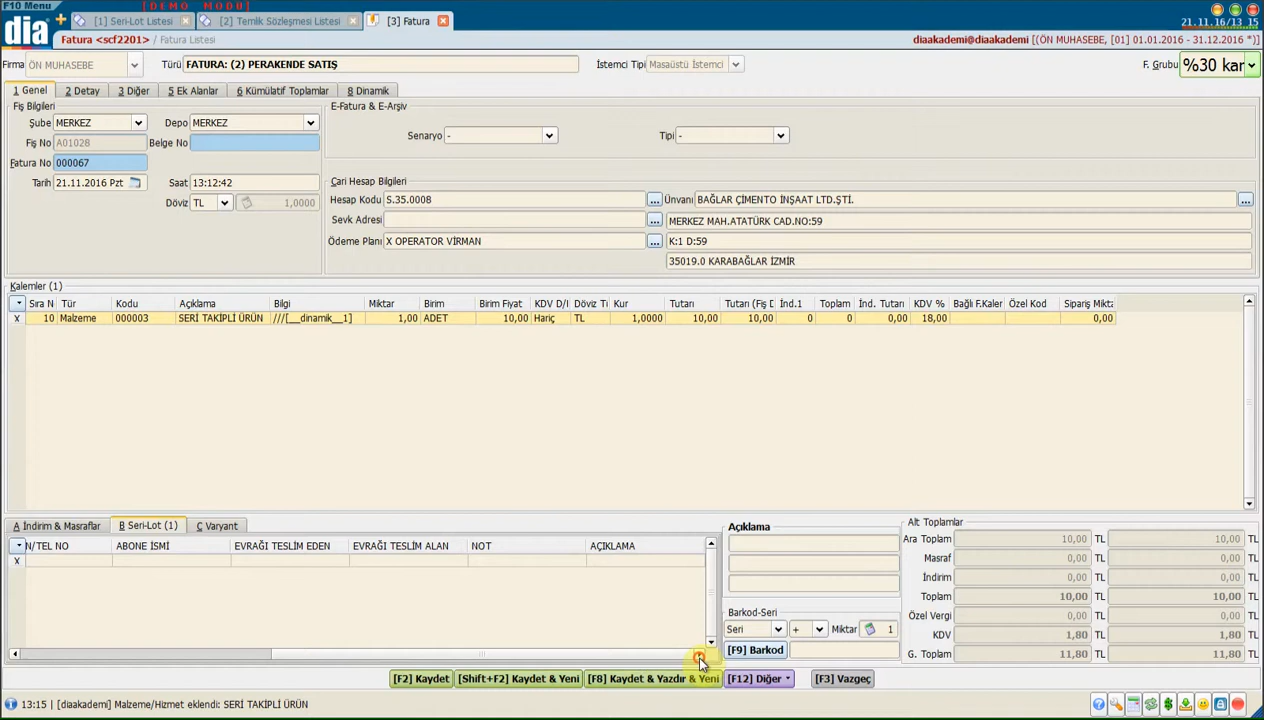 F10 Menu [DEMO MODU]
dia + [1] Seri-Lot Listesi [2] Temlik Sözleşmesi Listesi [3] Fatura 21.11.16/13 15
Fatura <scf2201> Fatura Listesi diaakademi@diaakademi [(ÖN MUHASEBE, [01] 01.01.2016 - 31.12.2016 *)]
Firma ÖN MUHASEBE Türü FATURA: (2) PERAKENDE SATIŞ İstemci Tipi Masaüstü İstemci F. Grubu %30 kar
1 Genel 2 Detay 3 Diğer 5 Ek Alanlar 6 Kümülatif Toplamlar 8 Dinamik
Fiş Bilgileri E-Fatura & E-Arşiv
Şube MERKEZ Depo MERKEZ
Senaryo - Tipi -
Fiş No A01028 Belge No
Fatura No 000067
Tarih 21.11.2016 Pzt Saat 13:12:42 Cari Hesap Bilgileri
Döviz TL 1,0000 Hesap Kodu S.35.0008 ... Ünvanı BAĞLAR ÇİMENTO İNŞAAT LTD.ŞTİ. ...
Sevk Adresi ... MERKEZ MAH.ATATÜRK CAD.NO:59
Ödeme Planı X OPERATOR VİRMAN ... K:1 D:59
35019.0 KARABAĞLAR İZMİR
Kalemler (1)
Sıra N Tür Kodu Açıklama Bilgi Miktar Birim Birim Fiyat KDV D/H Döviz Tü Kur Tutarı Tutarı (Fiş D İnd.1 Toplam İnd. Tutarı KDV % Bağlı F.Kaler Özel Kod Sipariş Mikta
X 10 Malzeme 000003 SERİ TAKİPLİ ÜRÜN ///[__dinamik__1] 1,00 ADET 10,00 Hariç TL 1,0000 10,00 10,00 0 0 0,00 18,00 0,00
A İndirim & Masraflar B Seri-Lot (1) C Varyant
N/TEL NO ABONE İSMİ EVRAĞI TESLİM EDEN EVRAĞI TESLİM ALAN NOT AÇIKLAMA
X
Açıklama
Barkod-Seri
Seri + Miktar 1
[F9] Barkod
Alt Toplamlar
Ara Toplam 10,00 TL 10,00 TL
Masraf 0,00 TL 0,00 TL
İndirim 0,00 TL 0,00 TL
Toplam 10,00 TL 10,00 TL
Özel Vergi 0,00 TL 0,00 TL
KDV 1,80 TL 1,80 TL
G. Toplam 11,80 TL 11,80 TL
[F2] Kaydet [Shift+F2] Kaydet & Yeni [F8] Kaydet & Yazdır & Yeni [F12] Diğer [F3] Vazgeç
13:15 [diaakademi] Malzeme/Hizmet eklendi: SERİ TAKİPLİ ÜRÜN